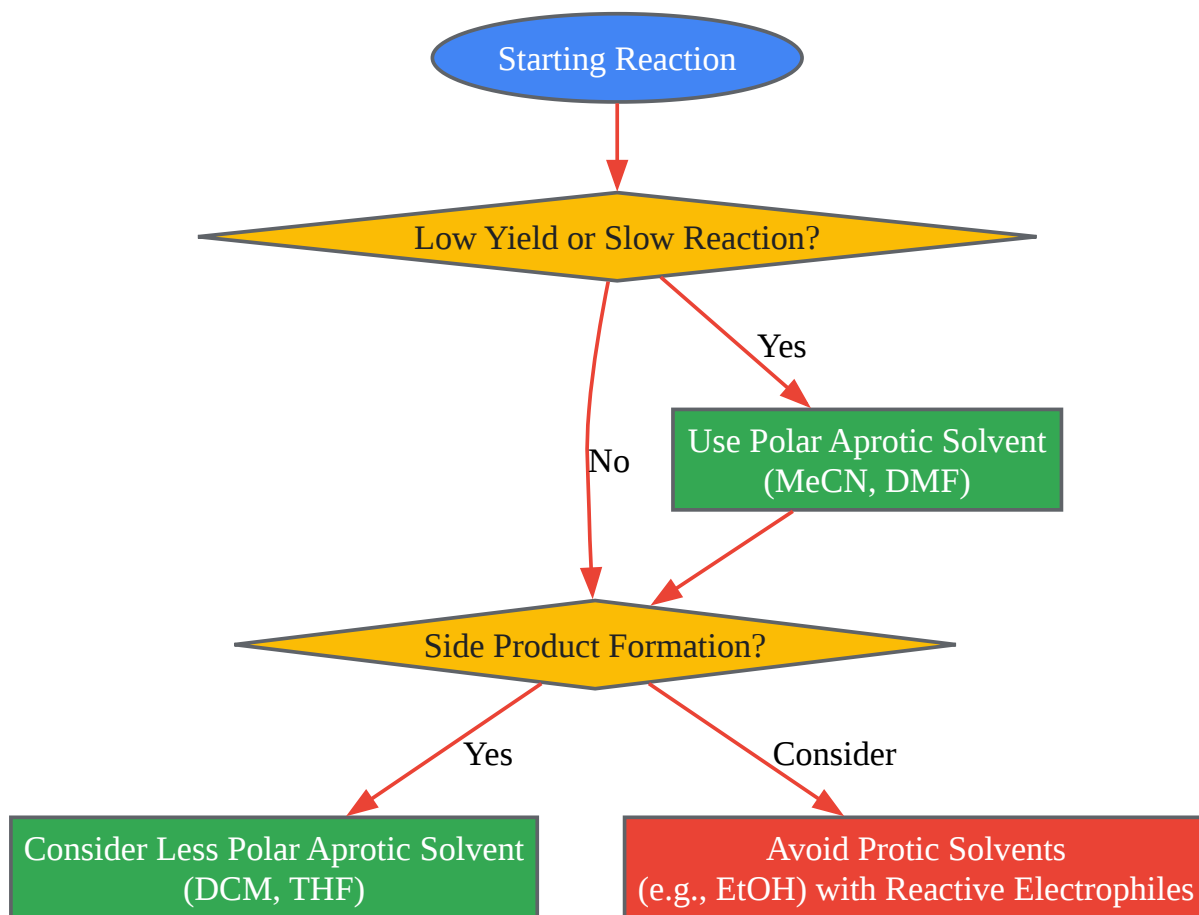 Starting Reaction
Low Yield or Slow Reaction?
Yes
Use Polar Aprotic Solvent
(MeCN, DMF)
No
Side Product Formation?
Yes
Consider
Consider Less Polar Aprotic Solvent
(DCM, THF)
Avoid Protic Solvents
(e.g., EtOH) with Reactive Electrophiles